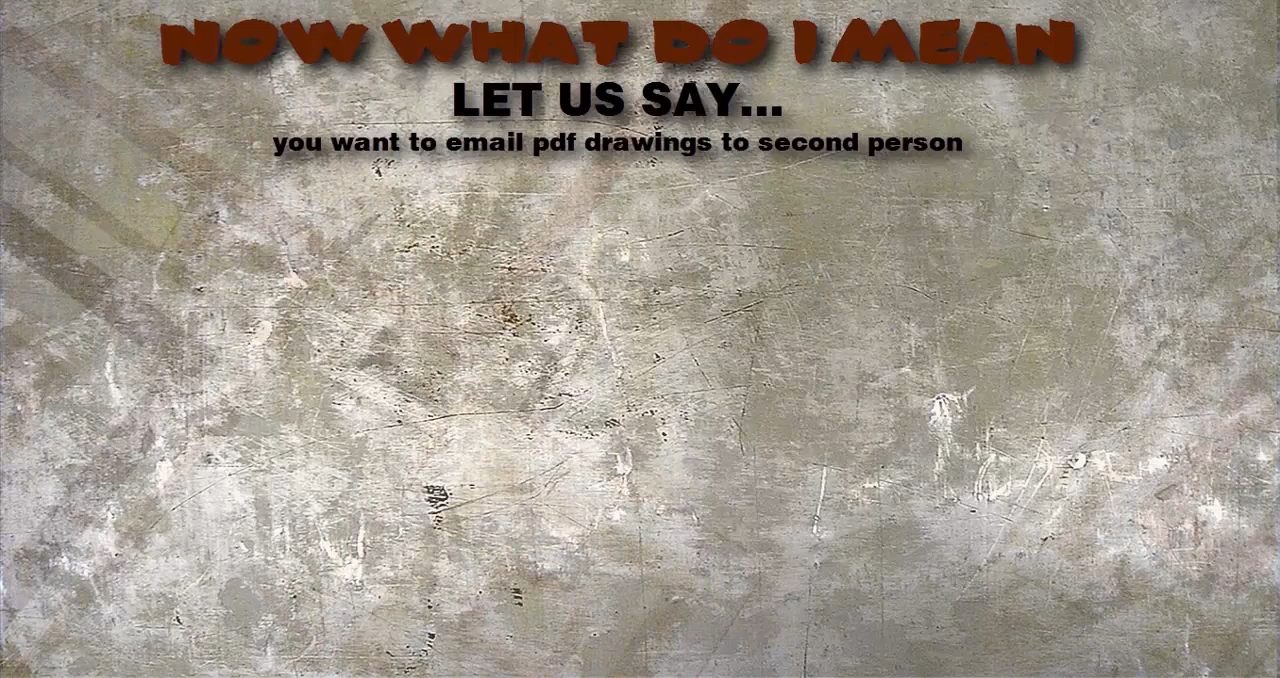 NOW WHAT DO I MEAN
LET US SAY...
you want to email pdf drawings to second person